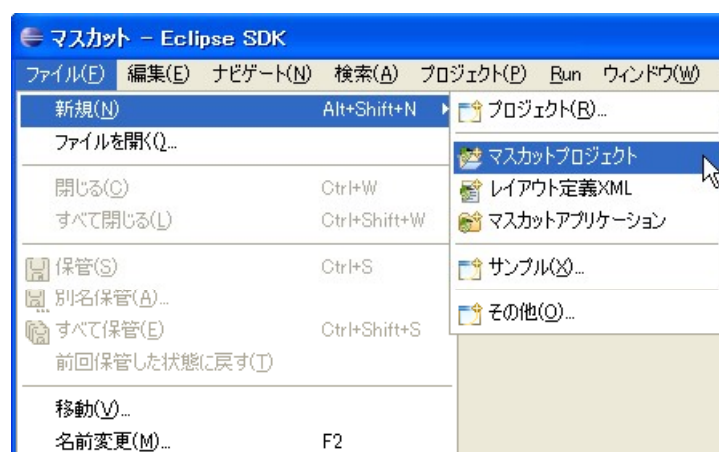 マスカット - Eclipse SDK
ファイル(F) 編集(E) ナビゲート(N) 検索(A) プロジェクト(P) Run ウィンドウ(W)
新規(N) Alt+Shift+N
ファイルを開く()...
閉じる(C) Ctrl+W
すべて閉じる(L) Ctrl+Shift+W
保管(S) Ctrl+S
別名保管(A)...
すべて保管(E) Ctrl+Shift+S
前回保管した状態に戻す(T)
移動(V)...
名前変更(M)... F2
プロジェクト(R)...
マスカットプロジェクト
レイアウト定義XML
マスカットアプリケーション
サンプル(X)...
その他(O)...